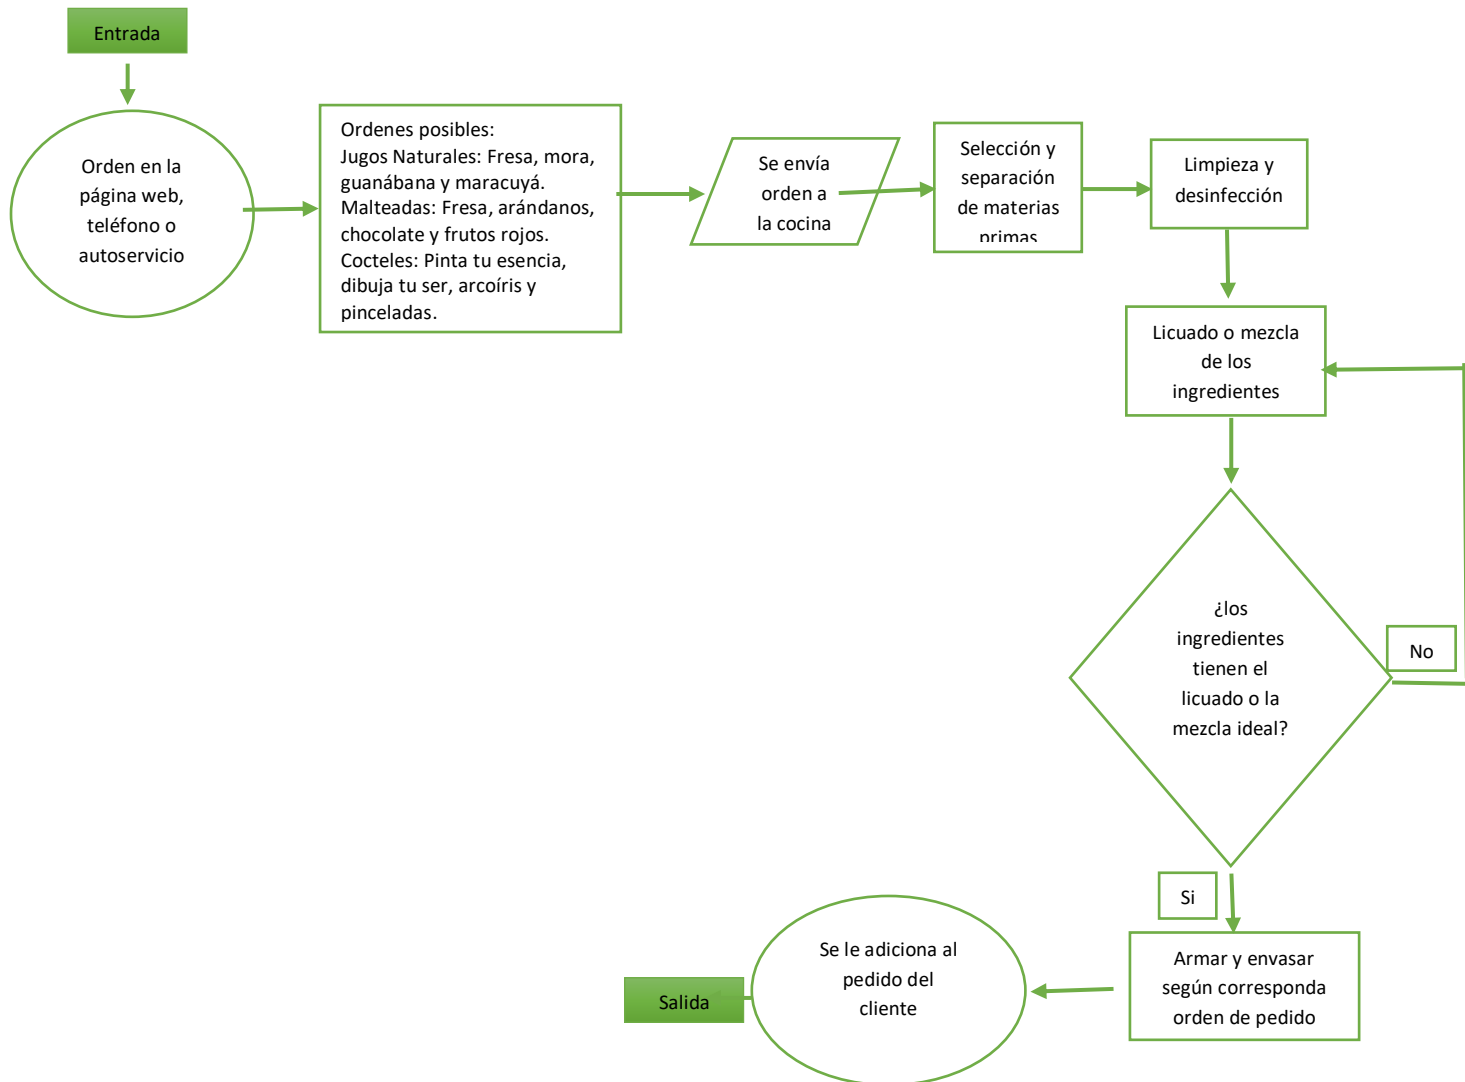 Entrada
Orden en la
página web,
teléfono o
autoservicio
Ordenes posibles:
Jugos Naturales: Fresa, mora,
guanábana y maracuyá.
Malteadas: Fresa, arándanos,
chocolate y frutos rojos.
Cocteles: Pinta tu esencia,
dibuja tu ser, arcoíris y
pinceladas.
Se envía
orden a
la cocina
Selección y
separación
de materias
primas
Limpieza y
desinfección
Licuado o mezcla
de los
ingredientes
¿los
ingredientes
tienen el
licuado o la
mezcla ideal?
No
Si
Armar y envasar
según corresponda
orden de pedido
Se le adiciona al
pedido del
cliente
Salida